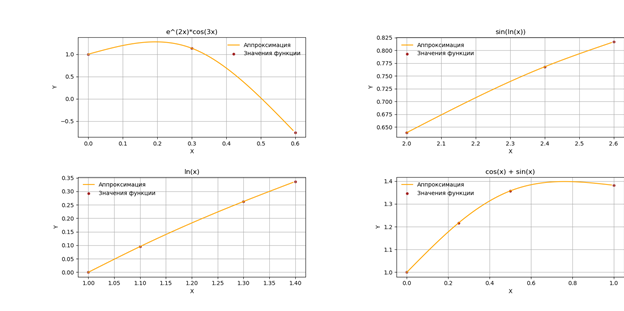 e^(2x)*cos(3x)
Аппроксимация
Значения функции
1.0
0.5
0.0
−0.5
Y
0.0 0.1 0.2 0.3 0.4 0.5 0.6
X
sin(ln(x))
Аппроксимация
Значения функции
0.825
0.800
0.775
0.750
0.725
0.700
0.675
0.650
Y
2.0 2.1 2.2 2.3 2.4 2.5 2.6
X
ln(x)
Аппроксимация
Значения функции
0.35
0.30
0.25
0.20
0.15
0.10
0.05
0.00
Y
1.00 1.05 1.10 1.15 1.20 1.25 1.30 1.35 1.40
X
cos(x) + sin(x)
Аппроксимация
Значения функции
1.4
1.3
1.2
1.1
1.0
Y
0.0 0.2 0.4 0.6 0.8 1.0
X